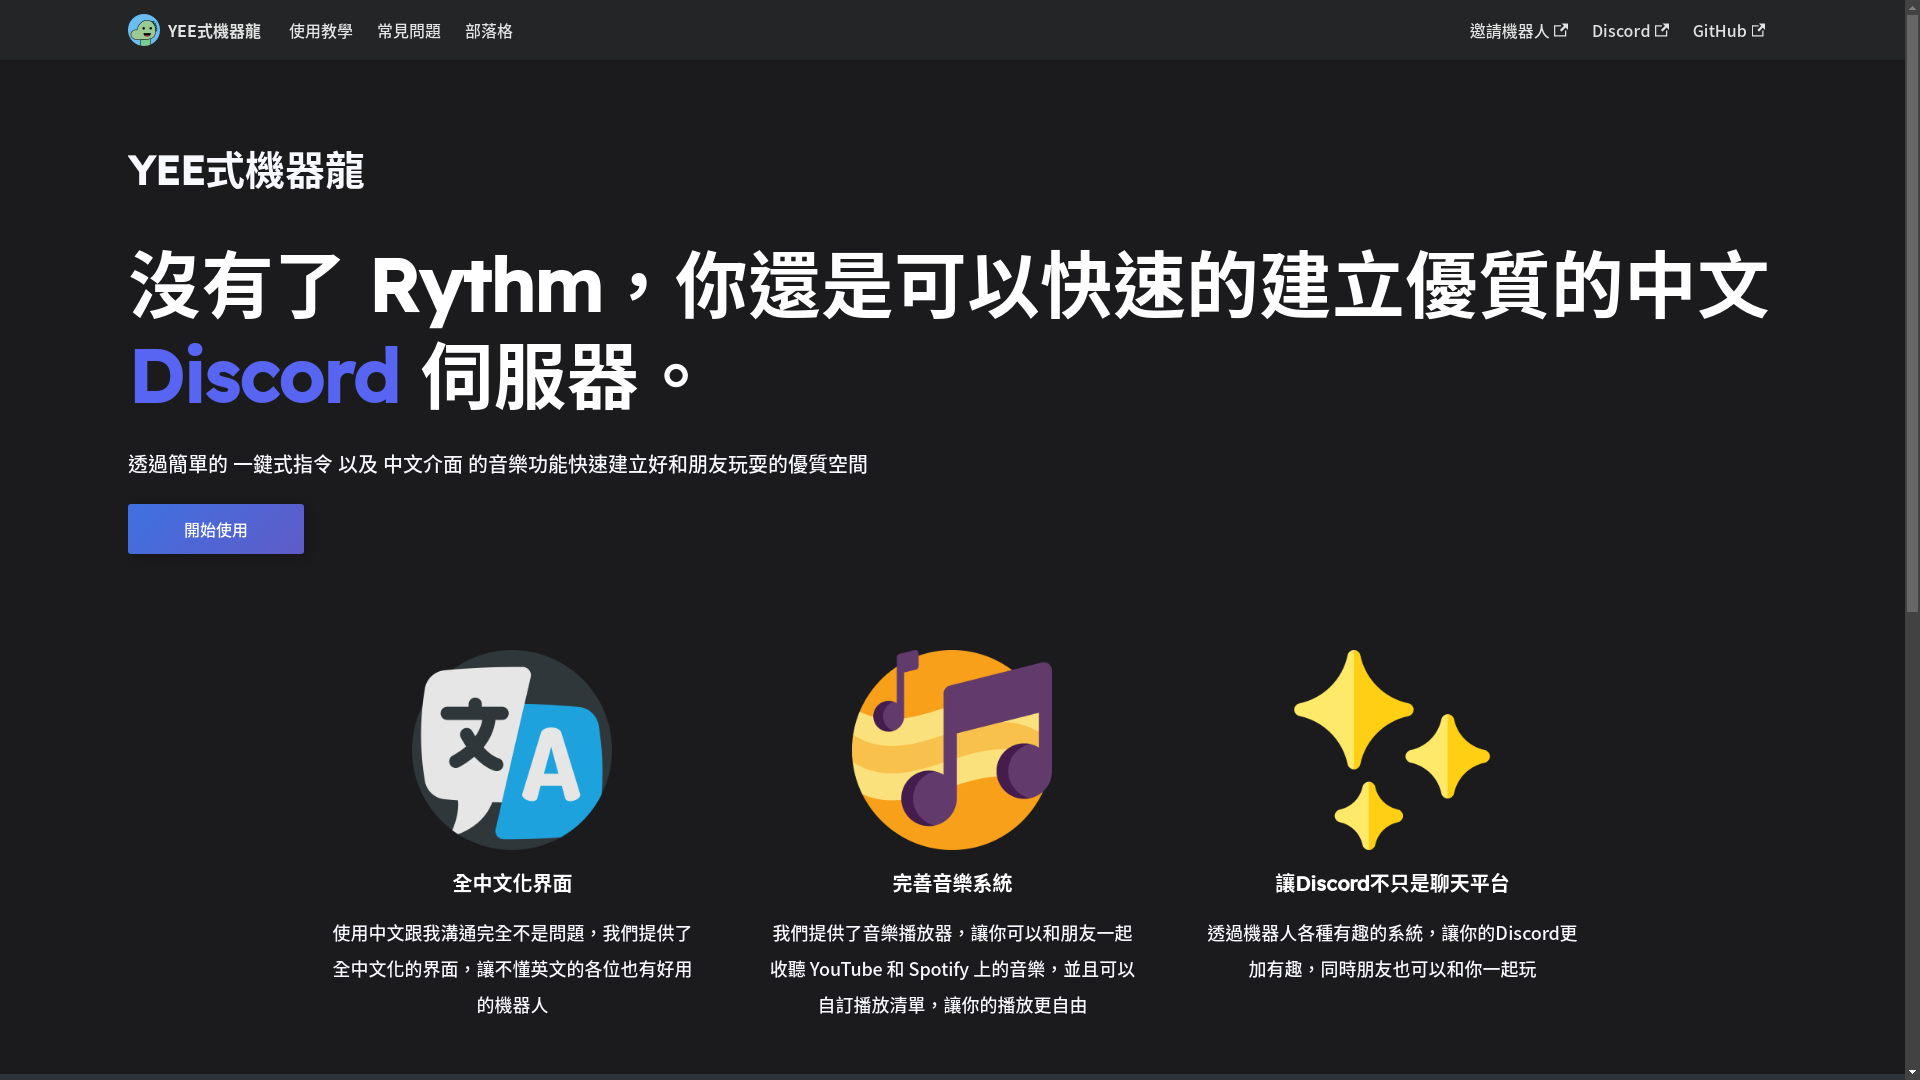 YEE式機器龍
使用教學
常見問題
部落格
邀請機器人
Discord
GitHub
YEE式機器龍
沒有了 Rythm，你還是可以快速的建立優質的中文
Discord 伺服器。
透過簡單的 一鍵式指令 以及 中文介面 的音樂功能快速建立好和朋友玩耍的優質空間
開始使用
文
A
全中文化界面
使用中文跟我溝通完全不是問題，我們提供了
全中文化的界面，讓不懂英文的各位也有好用
的機器人
完善音樂系統
我們提供了音樂播放器，讓你可以和朋友一起
收聽 YouTube 和 Spotify 上的音樂，並且可以
自訂播放清單，讓你的播放更自由
讓Discord不只是聊天平台
透過機器人各種有趣的系統，讓你的Discord更
加有趣，同時朋友也可以和你一起玩